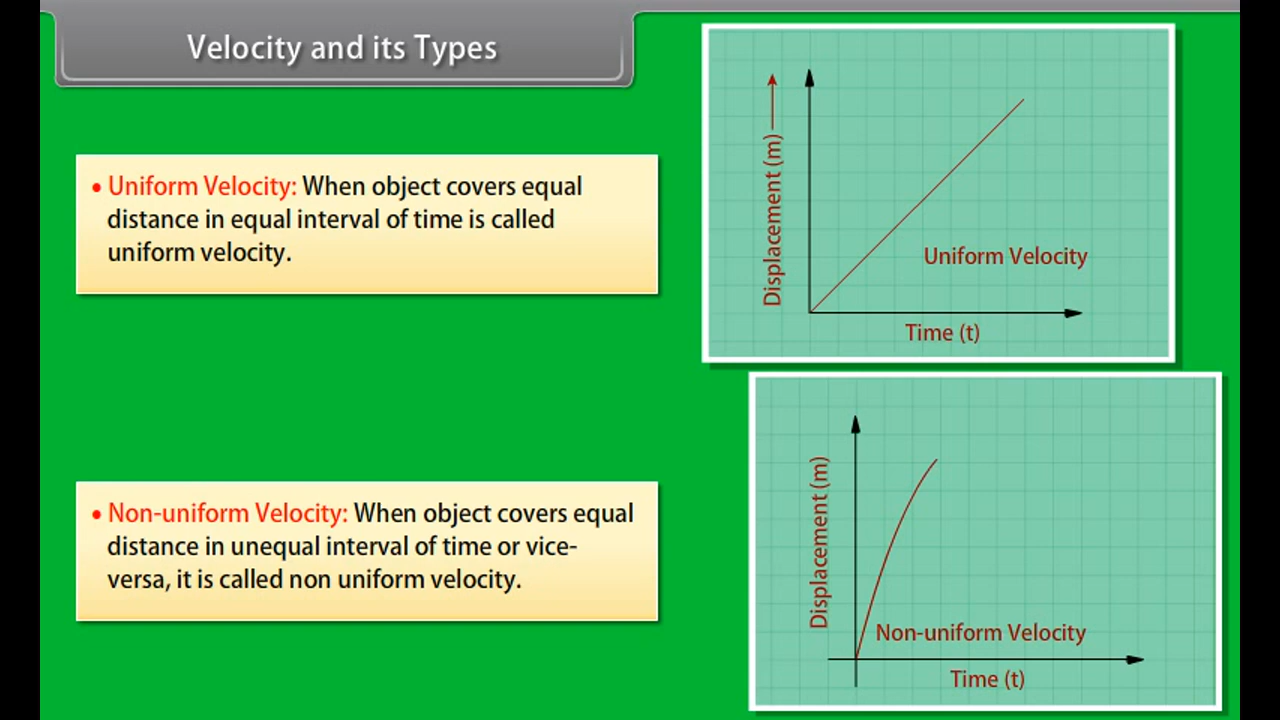 Velocity and its Types
• Uniform Velocity: When object covers equal
distance in equal interval of time is called
uniform velocity.
Displacement (m)
Uniform Velocity
Time (t)
• Non-uniform Velocity: When object covers equal
distance in unequal interval of time or vice-
versa, it is called non uniform velocity.
Displacement (m)
Non-uniform Velocity
Time (t)